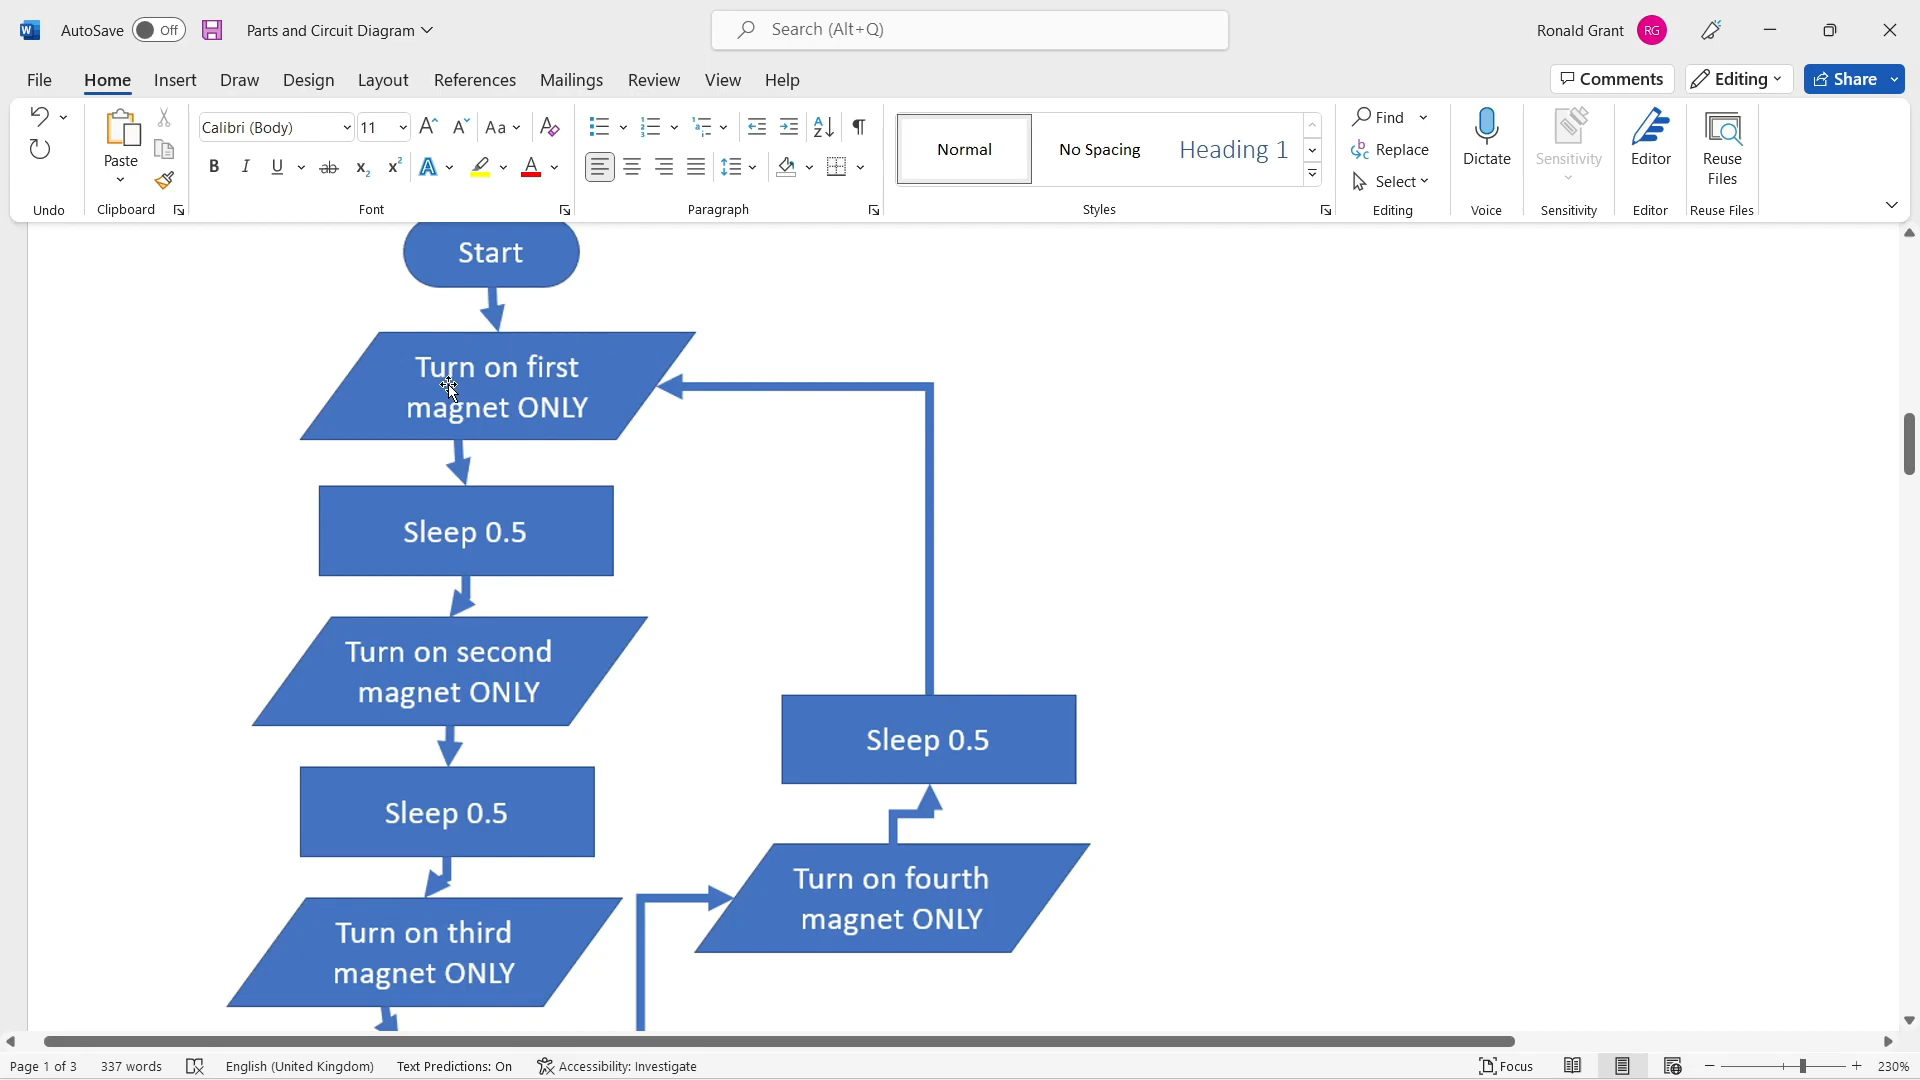 AutoSave Off Parts and Circuit Diagram Search (Alt+Q) Ronald Grant RG
File Home Insert Draw Design Layout References Mailings Review View Help Comments Editing Share
Paste
Calibri (Body) 11 Aa
B I U ab x₂ x² A A
Normal No Spacing Heading 1
Find
Replace
Select
Dictate
Sensitivity
Editor
Reuse
Files
Undo Clipboard Font Paragraph Styles Editing Voice Sensitivity Editor Reuse Files
Start
Turn on first
magnet ONLY
Sleep 0.5
Turn on second
magnet ONLY
Sleep 0.5
Turn on third
magnet ONLY
Turn on fourth
magnet ONLY
Sleep 0.5
Page 1 of 3 337 words English (United Kingdom) Text Predictions: On Accessibility: Investigate Focus 230%